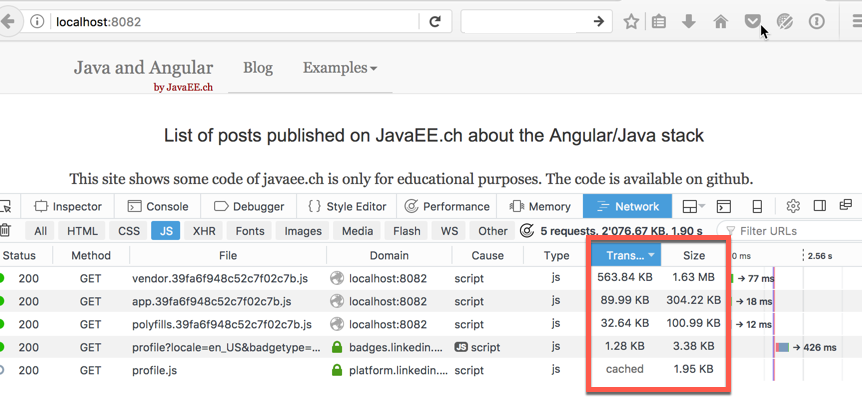 localhost:8082
Java and Angular Blog Examples
by JavaEE.ch
List of posts published on JavaEE.ch about the Angular/Java stack
This site shows some code of javaee.ch is only for educational purposes. The code is available on github.
Inspector Console Debugger { } Style Editor Performance Memory Network
All HTML CSS JS XHR Fonts Images Media Flash WS Other 5 requests, 2'076.67 KB, 1.90 s Filter URLs
Status Method File Domain Cause Type Trans... Size 0 ms 2.56 s
200 GET vendor.39fa6f948c52c7f02c7b.js localhost:8082 script js 563.84 KB 1.63 MB → 77 ms
200 GET app.39fa6f948c52c7f02c7b.js localhost:8082 script js 89.99 KB 304.22 KB → 18 ms
200 GET polyfills.39fa6f948c52c7f02c7b.js localhost:8082 script js 32.64 KB 100.99 KB → 12 ms
200 GET profile?locale=en_US&badgetype=... badges.linkedin.... JS script js 1.28 KB 3.38 KB → 426 ms
200 GET profile.js platform.linkedin.... script js cached 1.95 KB